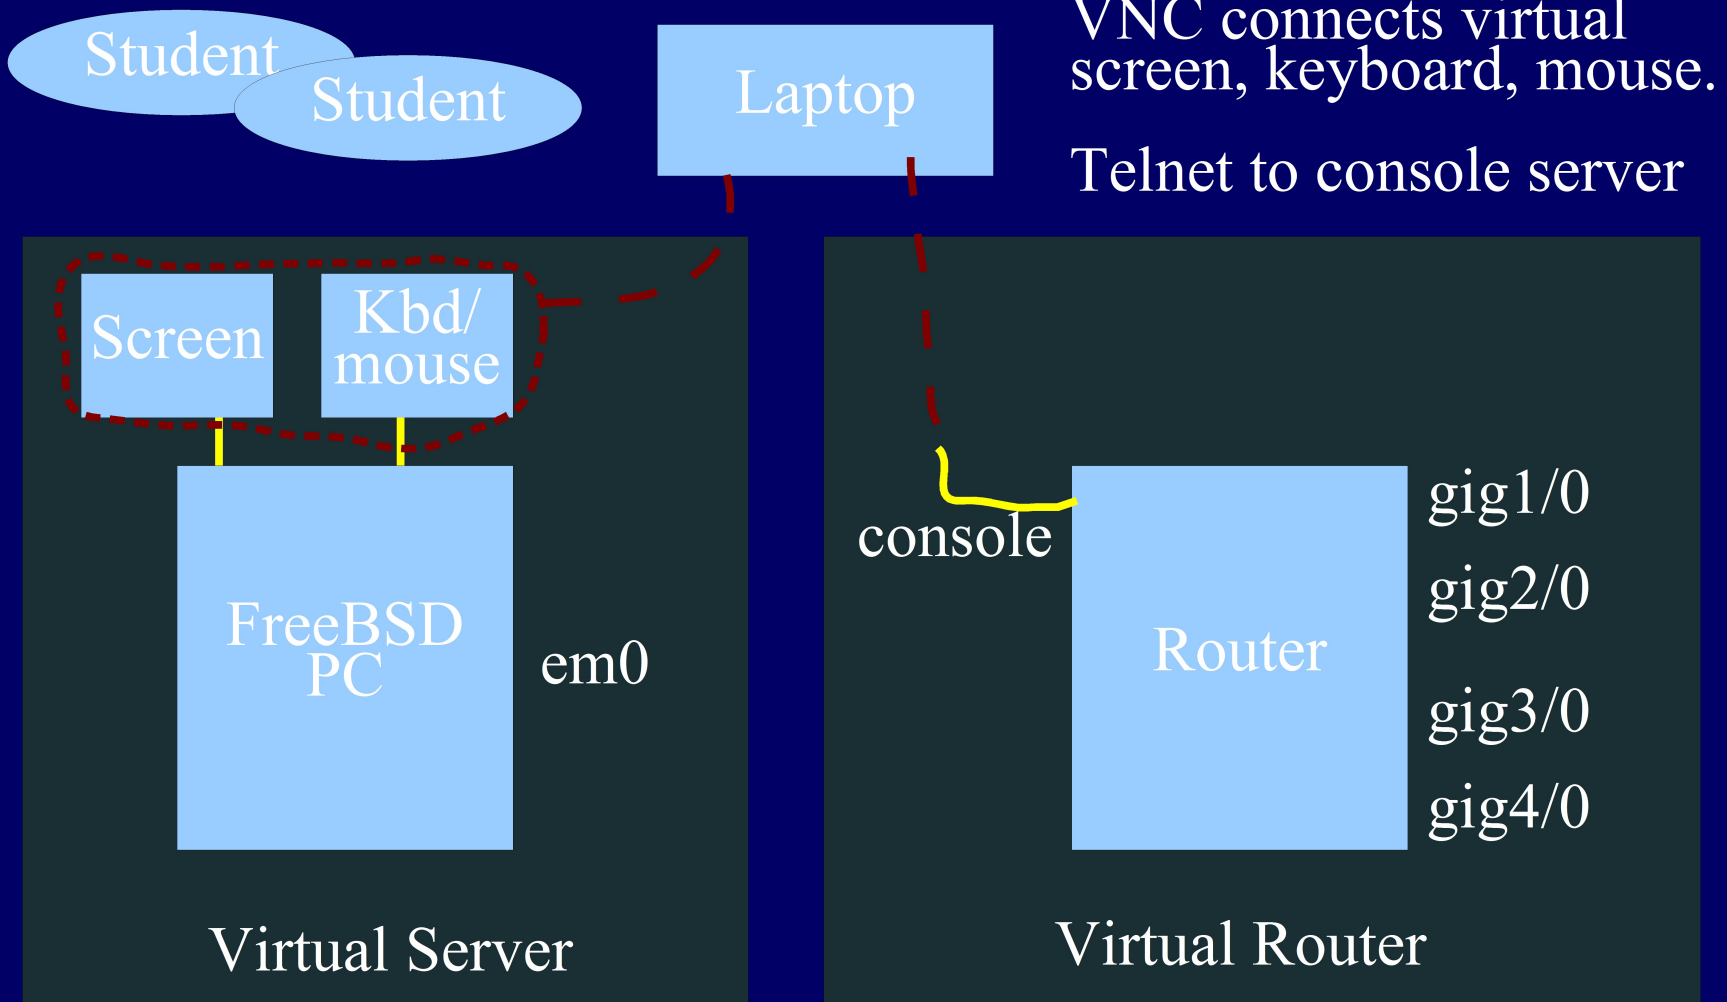 VNC connects virtual
screen, keyboard, mouse.
Telnet to console server
Student
Student
Laptop
Screen
Kbd/
mouse
FreeBSD
PC
em0
Virtual Server
console
Router
gig1/0
gig2/0
gig3/0
gig4/0
Virtual Router